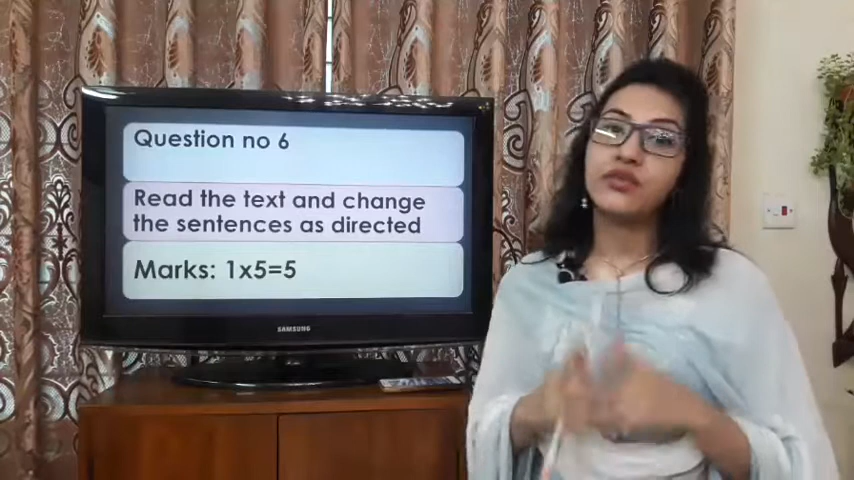 Question no 6
Read the text and change
the sentences as directed
Marks: 1x5=5
SAMSUNG